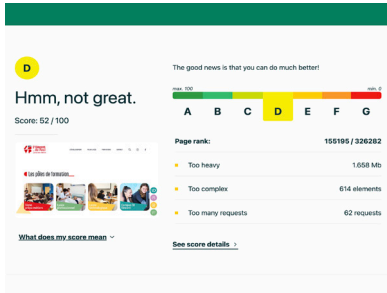 D
Hmm, not great.
Score: 52 / 100
Les pôles de formation
What does my score mean
The good news is that you can do much better!
max. 100
min. 0
A B C D E F G
Page rank: 155195 / 326282
Too heavy 1.658 Mb
Too complex 614 elements
Too many requests 62 requests
See score details >